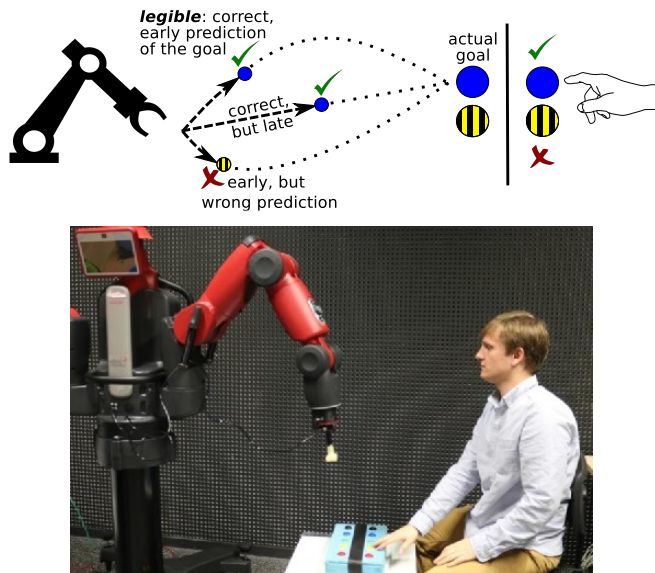 legible: correct,
early prediction
of the goal
correct,
but late
early, but
wrong prediction
actual
goal